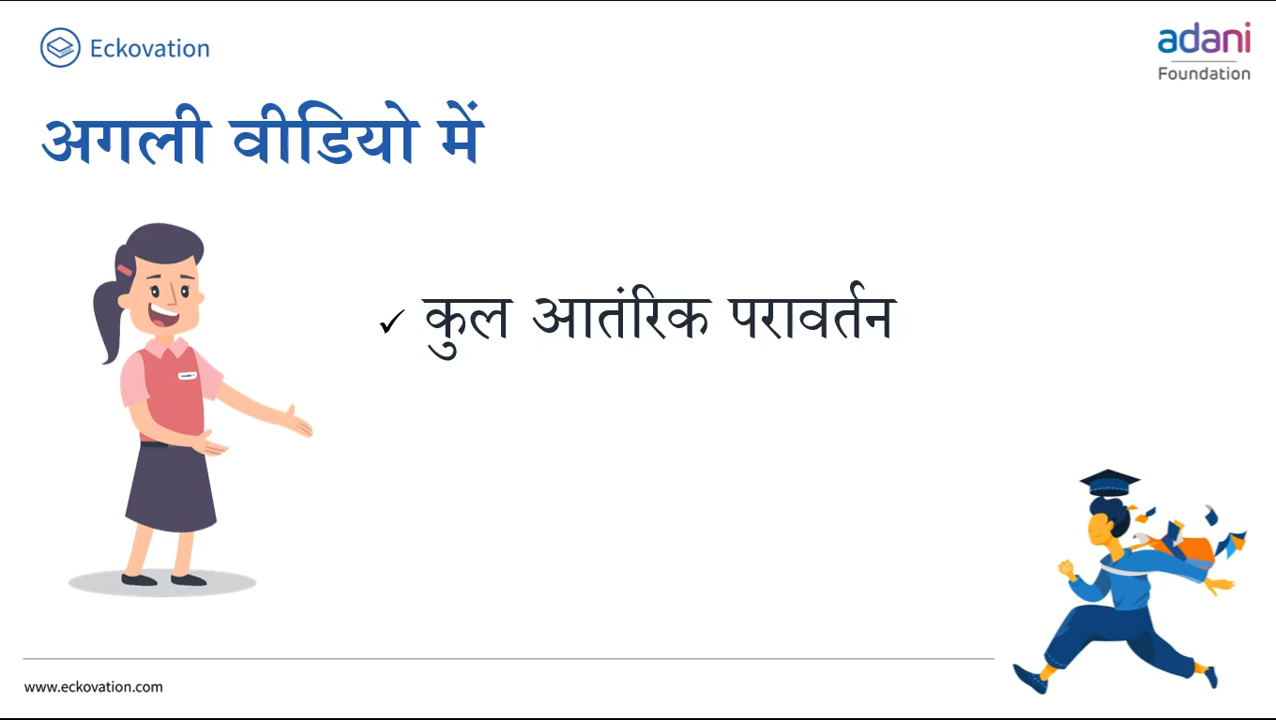 Eckovation
adani
Foundation
अगली वीडियो में
✓ कुल आतंरिक परावर्तन
www.eckovation.com